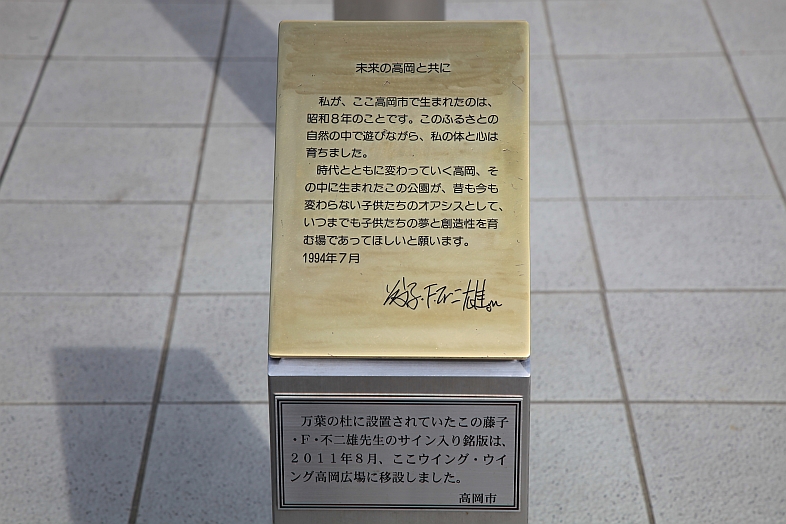 未来の高岡と共に
私が、ここ高岡市で生まれたのは、
昭和８年のことです。このふるさとの
自然の中で遊びながら、私の体と心は
育ちました。
時代とともに変わっていく高岡、そ
の中に生まれたこの公園が、昔も今も
変わらない子供たちのオアシスとして、
いつまでも子供たちの夢と創造性を育
む場であってほしいと願います。
1994年７月
藤子・F・不二雄
万葉の杜に設置されていたこの藤子
・Ｆ・不二雄先生のサイン入り銘版は、
２０１１年８月、ここウイング・ウイ
ング高岡広場に移設しました。
高岡市